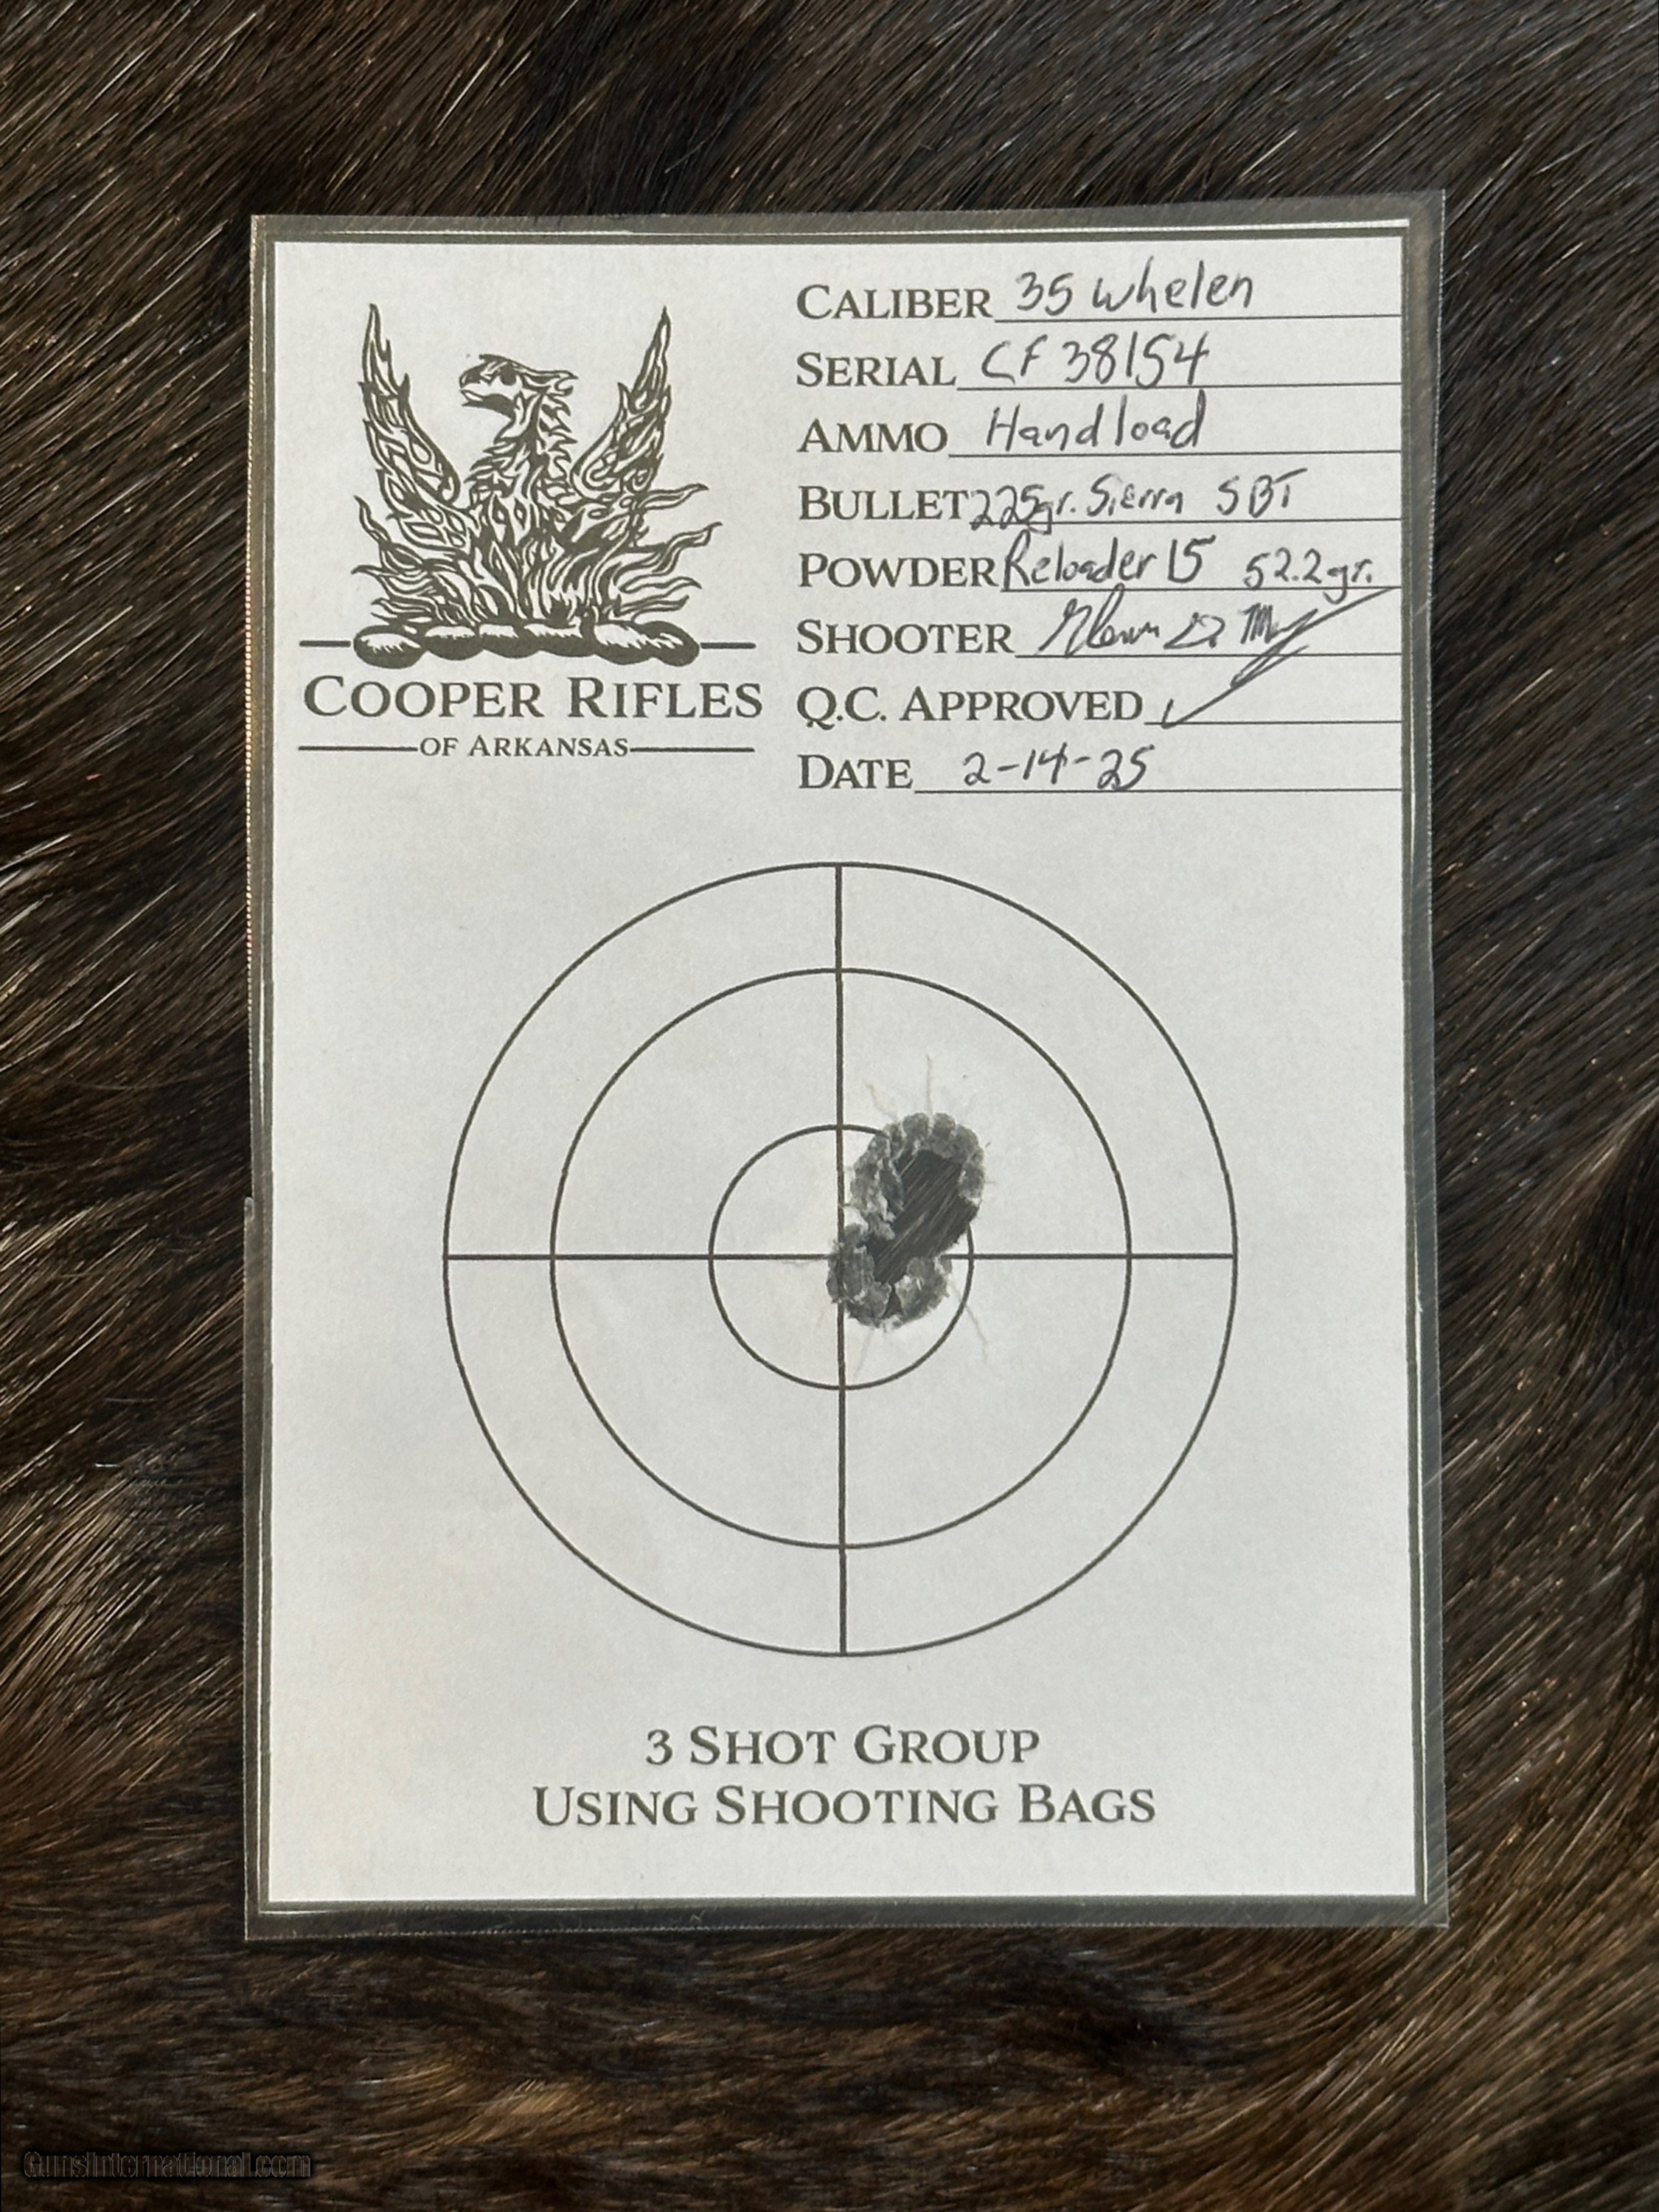 CALIBER 35 Whelen
SERIAL CF 38154
AMMO Handload
BULLET 225gr. Sierra SBT
POWDER Reloader 15 52.2gr.
SHOOTER
Q.C. APPROVED ✓
DATE 2-14-25
COOPER RIFLES
OF ARKANSAS
3 SHOT GROUP
USING SHOOTING BAGS
GunsInternational.com